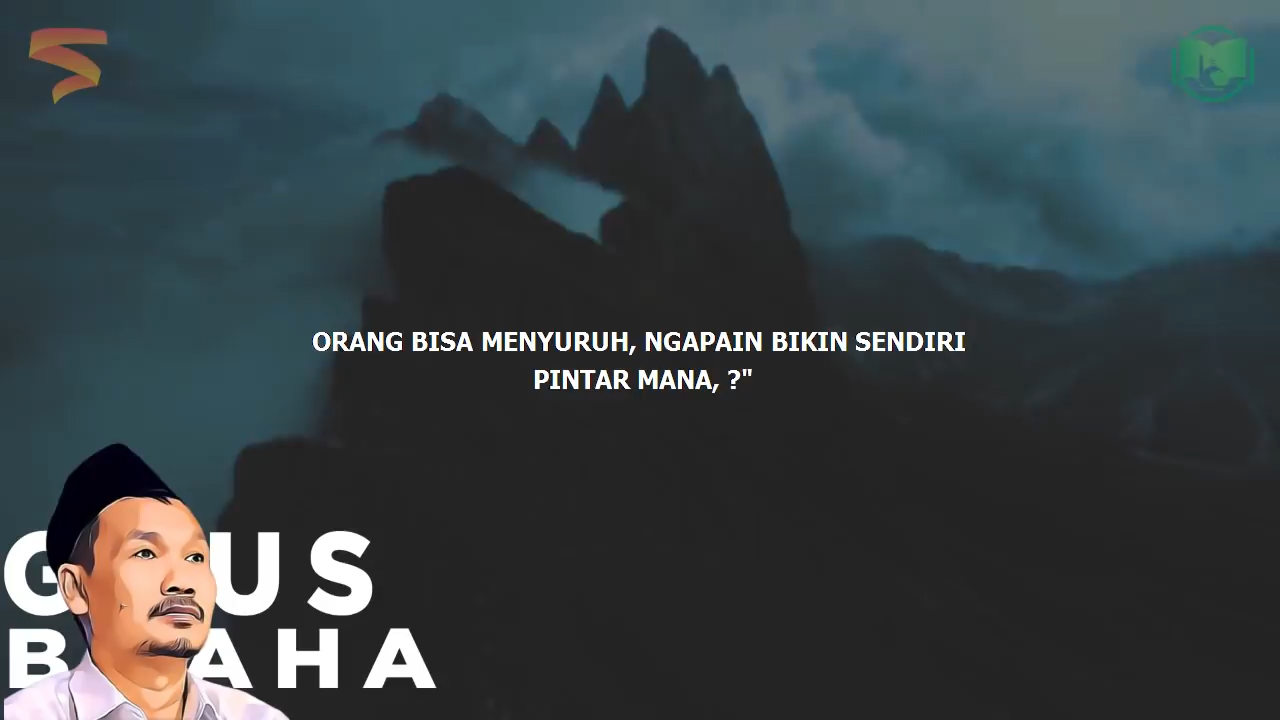 ORANG BISA MENYURUH, NGAPAIN BIKIN SENDIRI
PINTAR MANA, ?"
GUS
BAHA